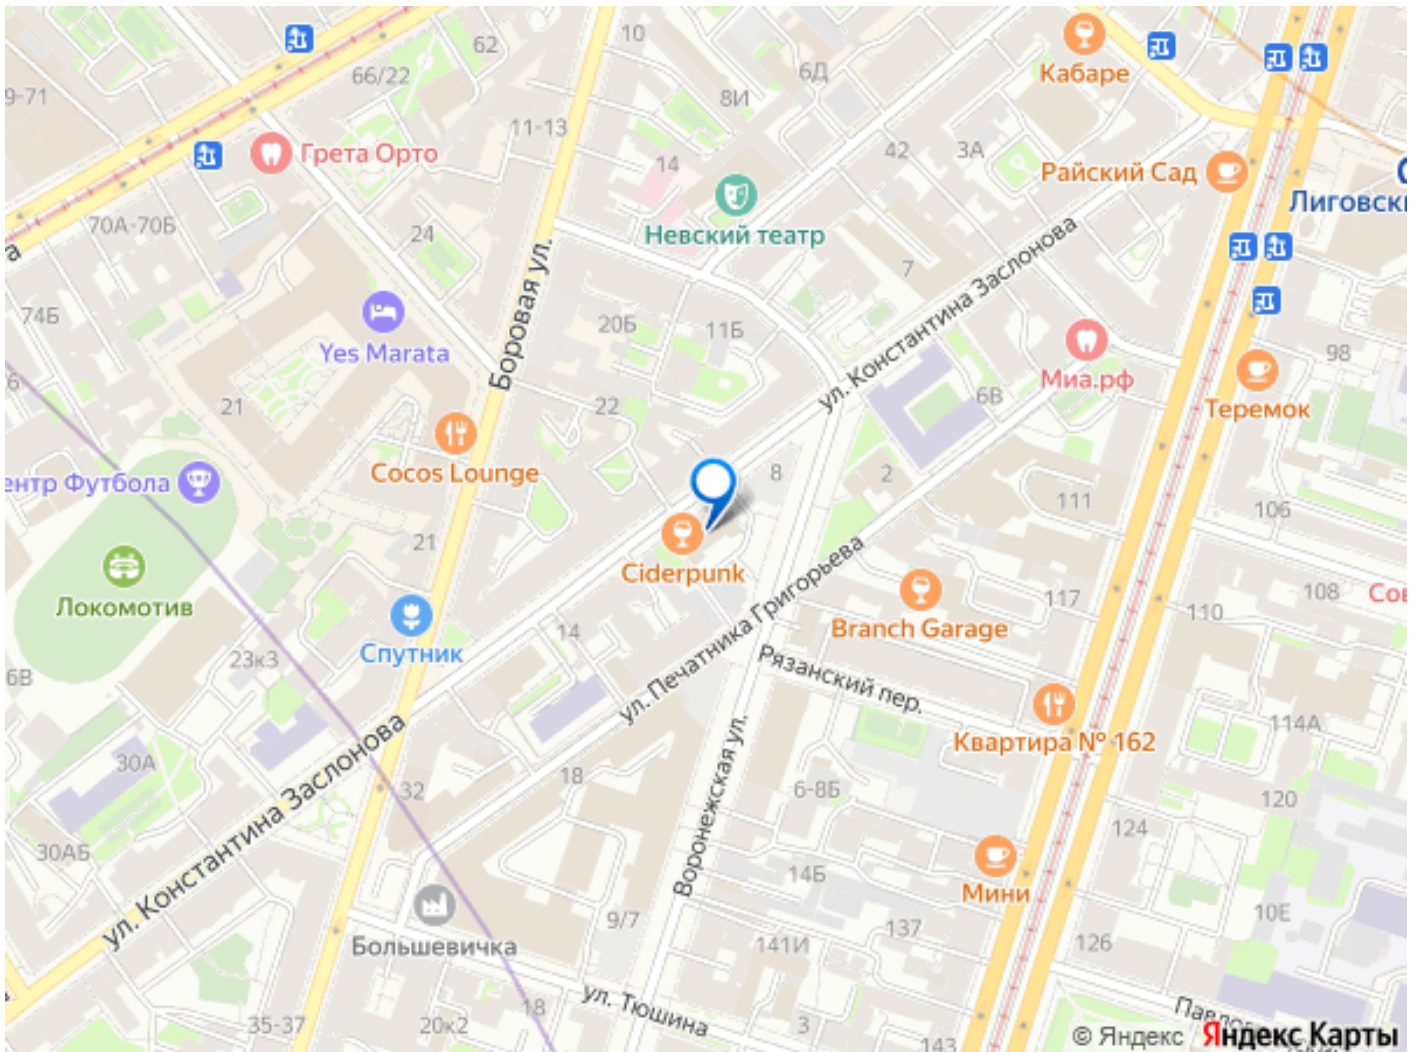 10
Кабаре
62
66/22
6Д
9-71
8И
11-13
42
3А
Грета Орто
14
Райский Сад
Лиговски
70А-70Б
24
Невский театр
Боровая ул.
7
ул. Константина Заслонова
74Б
20Б
11Б
Yes Marata
98
Миа.рф
6В
21
22
Теремок
Cocos Lounge
8
2
ентр Футбола
111
106
21
Ciderpunk
108
Сов
Локомотив
117
110
Branch Garage
14
ул. Печатника Григорьева
Спутник
23к3
6В
Рязанский пер.
114А
Квартира № 162
30А
18
32
6-8Б
Воронежская ул.
120
124
ул. Константина Заслонова
30АБ
14Б
Мини
10Е
9/7
137
Большевичка
141И
126
18
ул. Тюшина
35-37
20к2
3
143
Павлог
© Яндекс Яндекс Карты